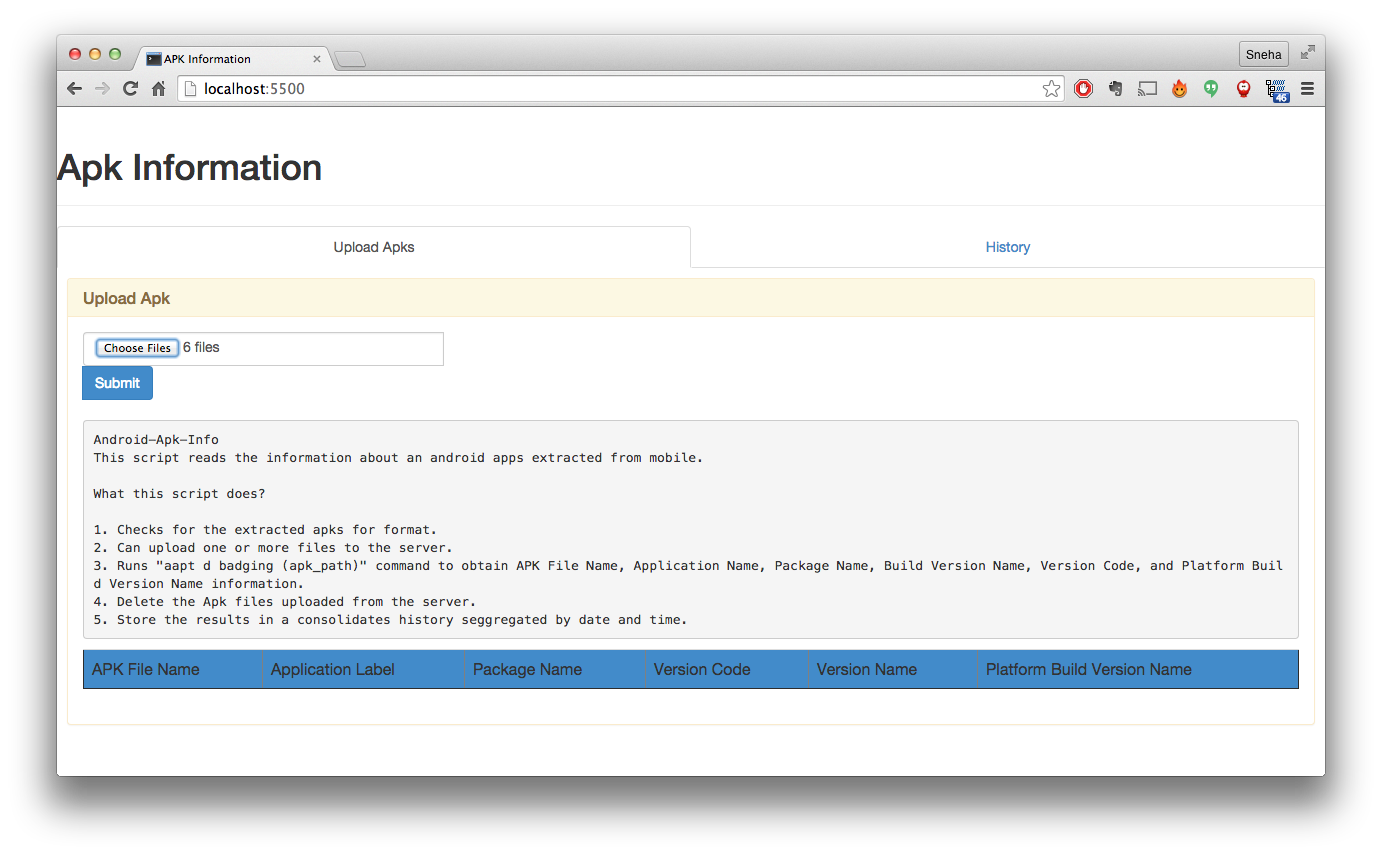 APK Information
Sneha
localhost:5500
46
Apk Information
Upload Apks
History
Upload Apk
Choose Files 6 files
Submit
Android-Apk-Info
This script reads the information about an android apps extracted from mobile.
What this script does?
1. Checks for the extracted apks for format.
2. Can upload one or more files to the server.
3. Runs "aapt d badging (apk_path)" command to obtain APK File Name, Application Name, Package Name, Build Version Name, Version Code, and Platform Buil
d Version Name information.
4. Delete the Apk files uploaded from the server.
5. Store the results in a consolidates history seggregated by date and time.
APK File Name Application Label Package Name Version Code Version Name Platform Build Version Name